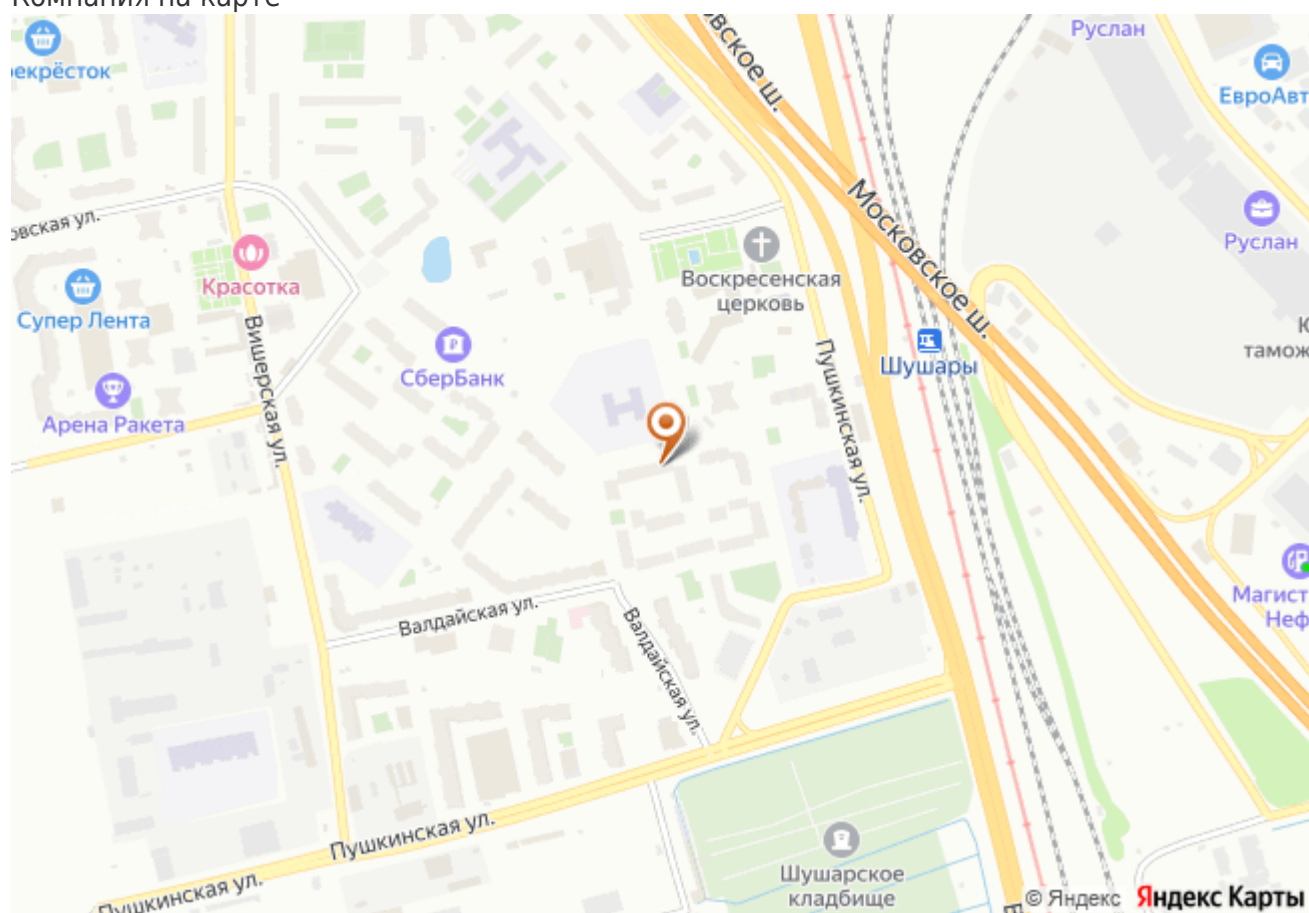 Компания на карте
Руслан
екрёсток
ЕвроАвт
вское ш.
Московское ш.
вская ул.
Руслан
Воскресенская
церковь
Красотка
Супер Лента
Вишерская ул.
СберБанк
Пушкинская ул.
Шушары
К
тамож
Арена Ракета
Магист
Неф
Валдайская ул.
Валдайская ул.
Пушкинская ул.
Пушкинская ул.
Шушарское
кладбище
© Яндекс Яндекс Карты